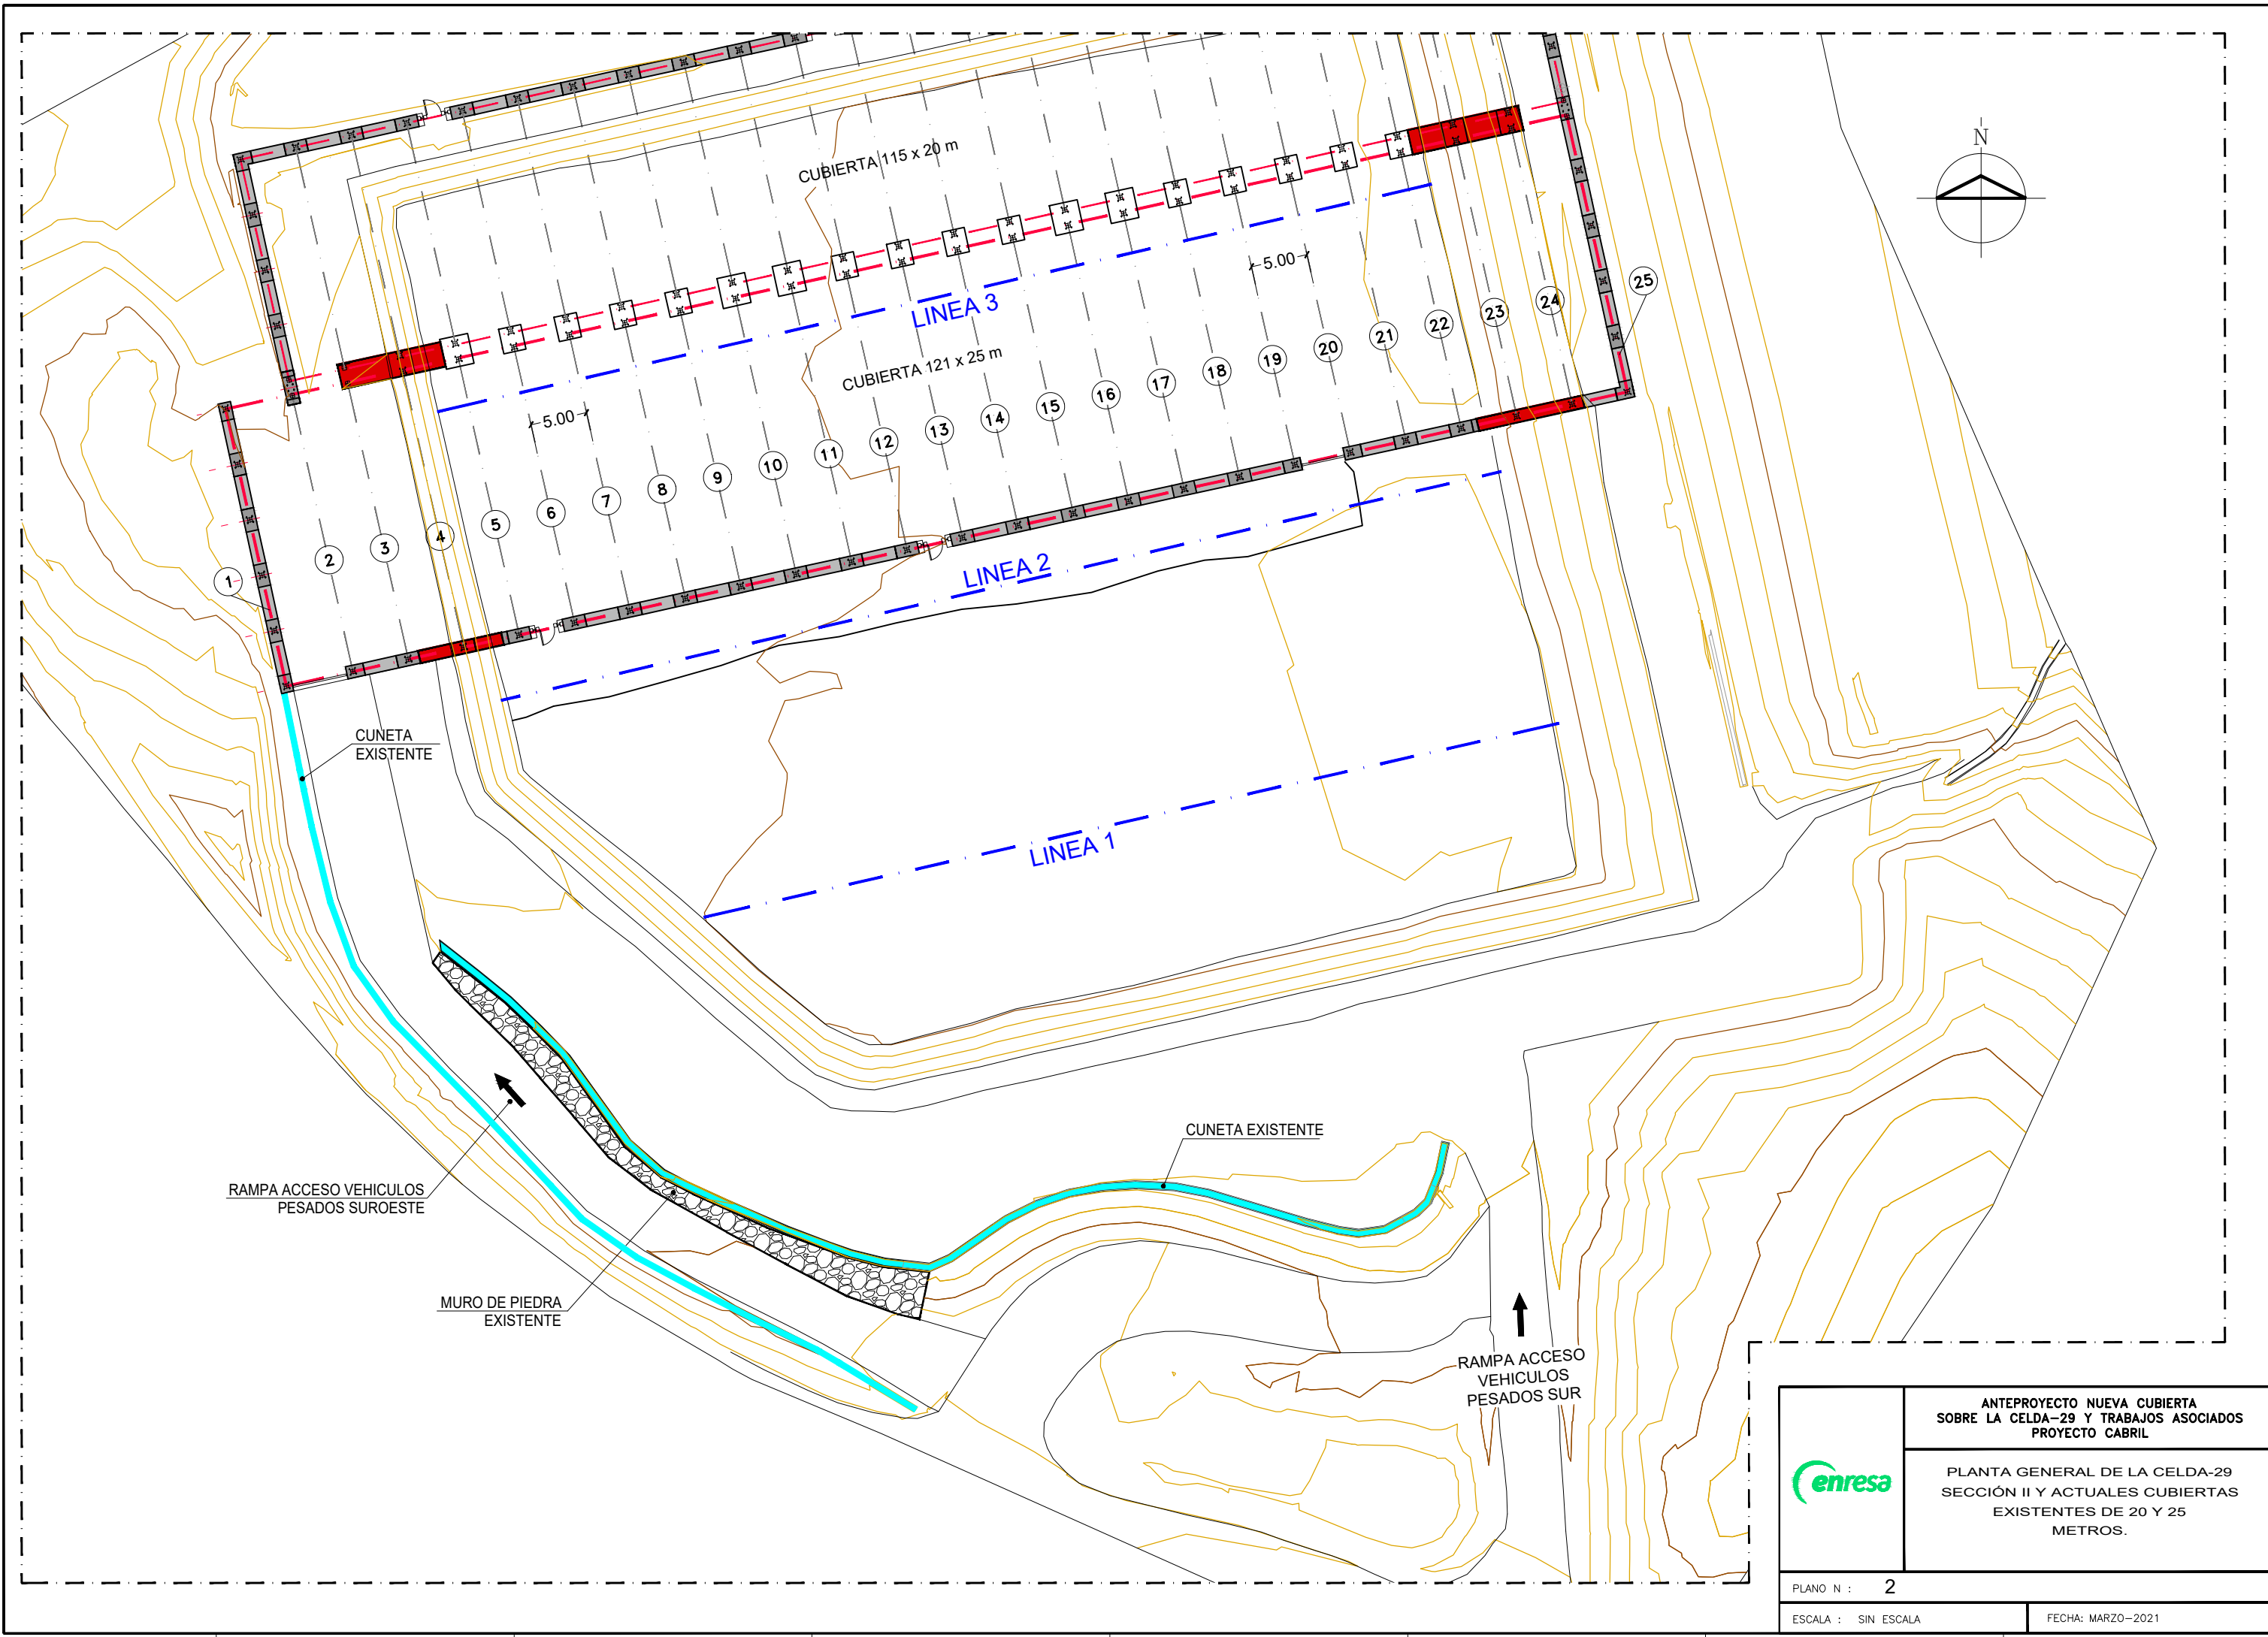 CUBIERTA 115 x 20 m
N
LINEA 3
5.00
25
24
23
22
21
20
19
18
17
16
15
14
13
12
11
10
9
8
7
6
5
4
3
2
1
CUBIERTA 121 x 25 m
5.00
LINEA 2
LINEA 1
CUNETA
EXISTENTE
CUNETA EXISTENTE
RAMPA ACCESO VEHICULOS
PESADOS SUROESTE
MURO DE PIEDRA
EXISTENTE
RAMPA ACCESO
VEHICULOS
PESADOS SUR
enresa
ANTEPROYECTO NUEVA CUBIERTA
SOBRE LA CELDA-29 Y TRABAJOS ASOCIADOS
PROYECTO CABRIL
PLANTA GENERAL DE LA CELDA-29
SECCIÓN II Y ACTUALES CUBIERTAS
EXISTENTES DE 20 Y 25
METROS.
PLANO N : 2
ESCALA : SIN ESCALA
FECHA: MARZO-2021